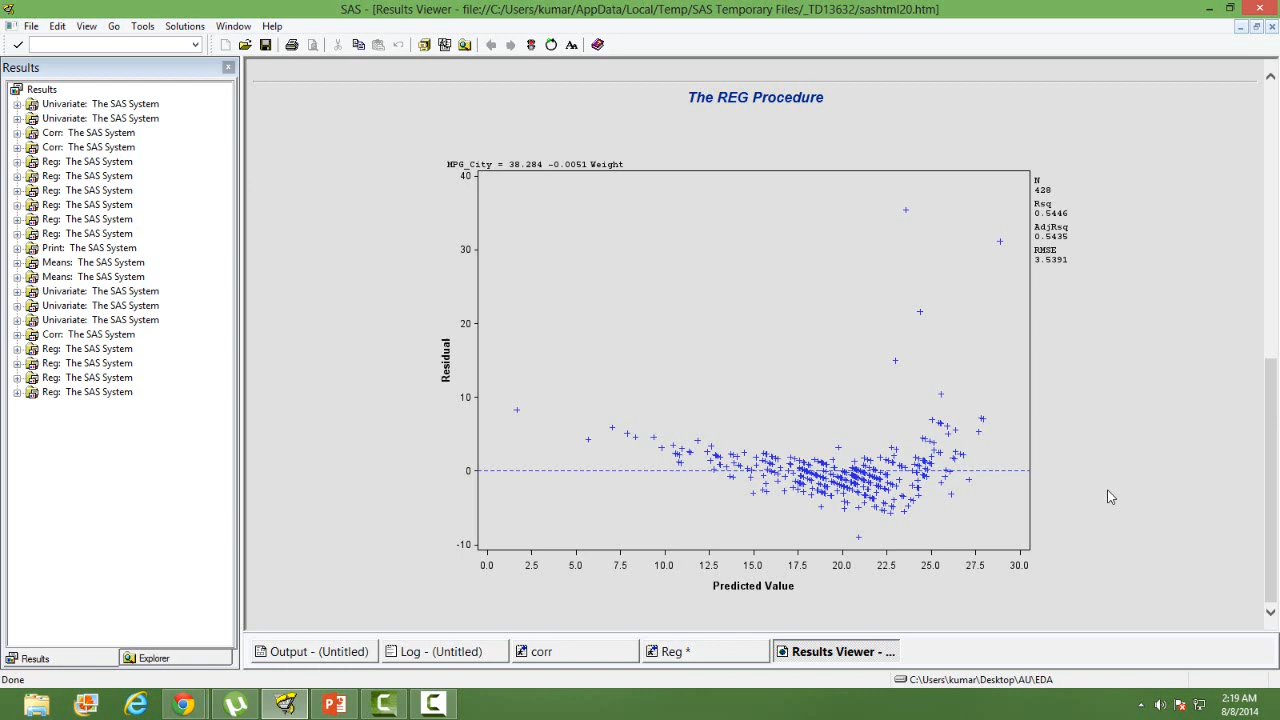 SAS - [Results Viewer - file://C:/Users/kumar/AppData/Local/Temp/SAS Temporary Files/_TD13632/sashtml20.htm]
File Edit View Go Tools Solutions Window Help
Results
Results
Univariate: The SAS System
Univariate: The SAS System
Corr: The SAS System
Corr: The SAS System
Reg: The SAS System
Reg: The SAS System
Reg: The SAS System
Reg: The SAS System
Reg: The SAS System
Reg: The SAS System
Print: The SAS System
Means: The SAS System
Means: The SAS System
Univariate: The SAS System
Univariate: The SAS System
Univariate: The SAS System
Corr: The SAS System
Reg: The SAS System
Reg: The SAS System
Reg: The SAS System
Reg: The SAS System
Results
Explorer
The REG Procedure
MPG_City = 38.284 -0.0051 Weight
40
30
20
10
0
-10
Residual
0.0 2.5 5.0 7.5 10.0 12.5 15.0 17.5 20.0 22.5 25.0 27.5 30.0
Predicted Value
N
428
Rsq
0.5446
AdjRsq
0.5435
RMSE
3.5391
Output - (Untitled)
Log - (Untitled)
corr
Reg *
Results Viewer - ...
Done
C:\Users\kumar\Desktop\AU\EDA
2:19 AM
8/8/2014